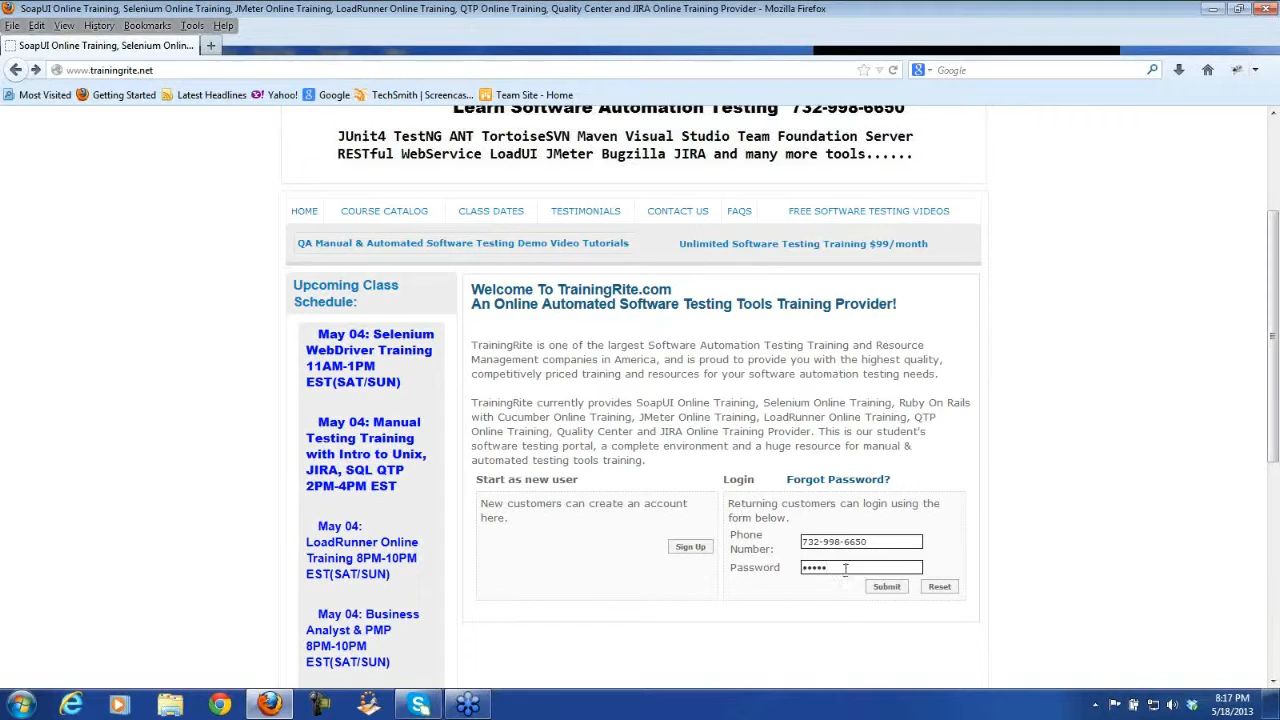 SoapUI Online Training, Selenium Online Training, JMeter Online Training, LoadRunner Online Training, QTP Online Training, Quality Center and JIRA Online Training Provider - Mozilla Firefox
File Edit View History Bookmarks Tools Help
SoapUI Online Training, Selenium Onlin...
www.trainingrite.net
Google
Most Visited Getting Started Latest Headlines Yahoo! Google TechSmith | Screencas... Team Site - Home
Learn Software Automation Testing 732-998-6650
JUnit4 TestNG ANT TortoiseSVN Maven Visual Studio Team Foundation Server
RESTful WebService LoadUI JMeter Bugzilla JIRA and many more tools......
HOME COURSE CATALOG CLASS DATES TESTIMONIALS CONTACT US FAQS FREE SOFTWARE TESTING VIDEOS
QA Manual & Automated Software Testing Demo Video Tutorials Unlimited Software Testing Training $99/month
Upcoming Class
Schedule:
May 04: Selenium
WebDriver Training
11AM-1PM
EST(SAT/SUN)
May 04: Manual
Testing Training
with Intro to Unix,
JIRA, SQL QTP
2PM-4PM EST
May 04:
LoadRunner Online
Training 8PM-10PM
EST(SAT/SUN)
May 04: Business
Analyst & PMP
8PM-10PM
EST(SAT/SUN)
Welcome To TrainingRite.com
An Online Automated Software Testing Tools Training Provider!
TrainingRite is one of the largest Software Automation Testing Training and Resource
Management companies in America, and is proud to provide you with the highest quality,
competitively priced training and resources for your software automation testing needs.
TrainingRite currently provides SoapUI Online Training, Selenium Online Training, Ruby On Rails
with Cucumber Online Training, JMeter Online Training, LoadRunner Online Training, QTP
Online Training, Quality Center and JIRA Online Training Provider. This is our student's
software testing portal, a complete environment and a huge resource for manual &
automated testing tools training.
Start as new user
New customers can create an account
here.
Sign Up
Login Forgot Password?
Returning customers can login using the
form below.
Phone
Number:
732-998-6650
Password •••••
Submit Reset
8:17 PM
5/18/2013